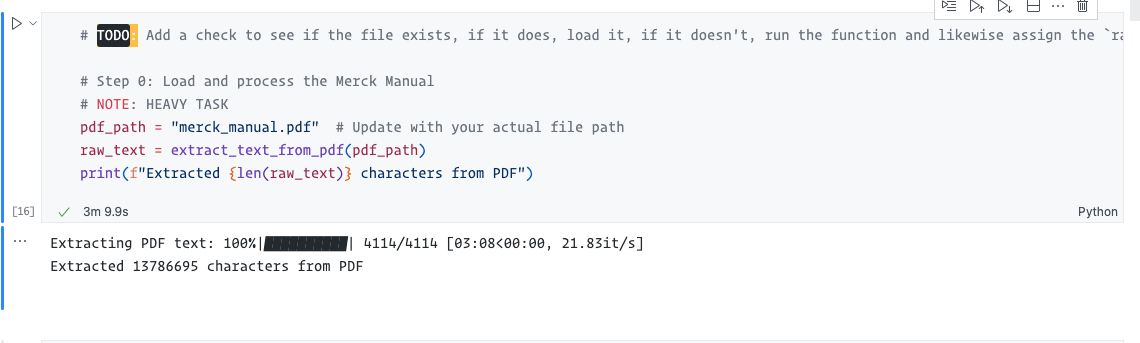 # TODO: Add a check to see if the file exists, if it does, load it, if it doesn't, run the function and likewise assign the `ra
# Step 0: Load and process the Merck Manual
# NOTE: HEAVY TASK
pdf_path = "merck_manual.pdf"  # Update with your actual file path
raw_text = extract_text_from_pdf(pdf_path)
print(f"Extracted {len(raw_text)} characters from PDF")
[16] 3m 9.9s Python
Extracting PDF text: 100%|██████████| 4114/4114 [03:08<00:00, 21.83it/s]
Extracted 13786695 characters from PDF